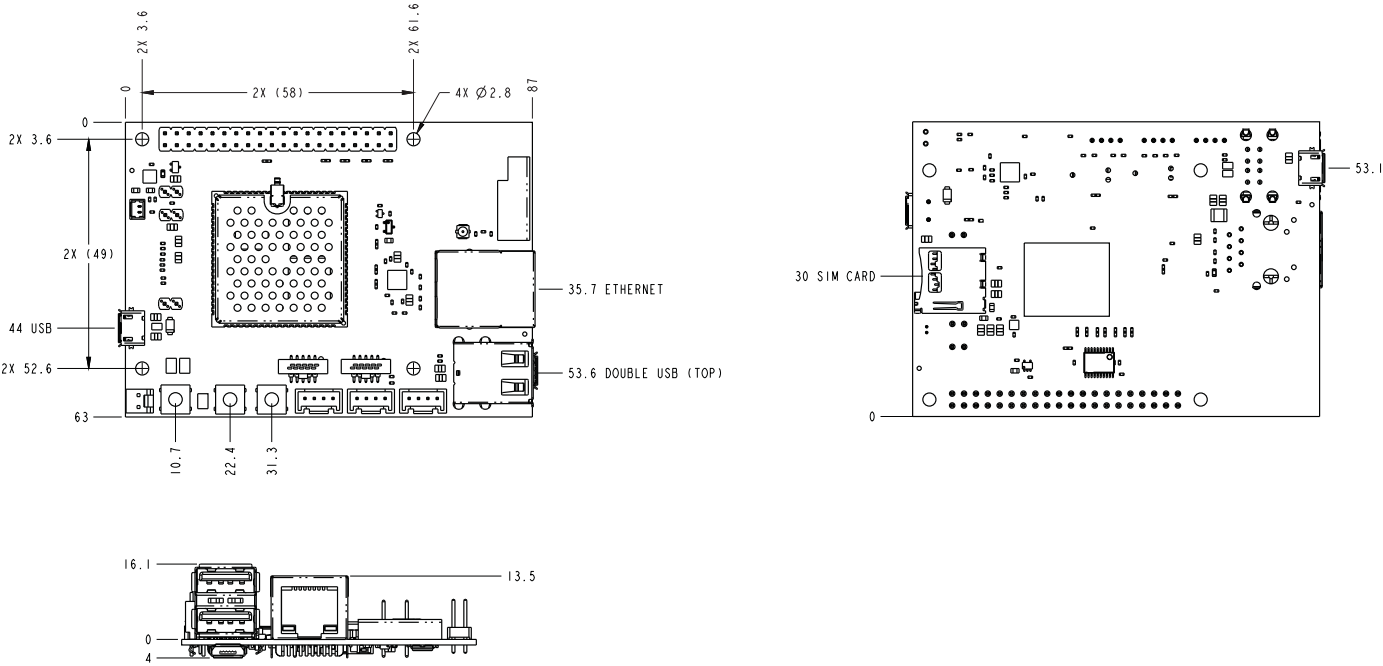 2X 3.6
2X 61.6
0
87
2X (58)
4X Ø2.8
0
2X 3.6
2X (49)
44 USB
2X 52.6
63
35.7 ETHERNET
53.6 DOUBLE USB (TOP)
10.7
22.4
31.3
53.1
30 SIM CARD
0
16.1
13.5
0
4